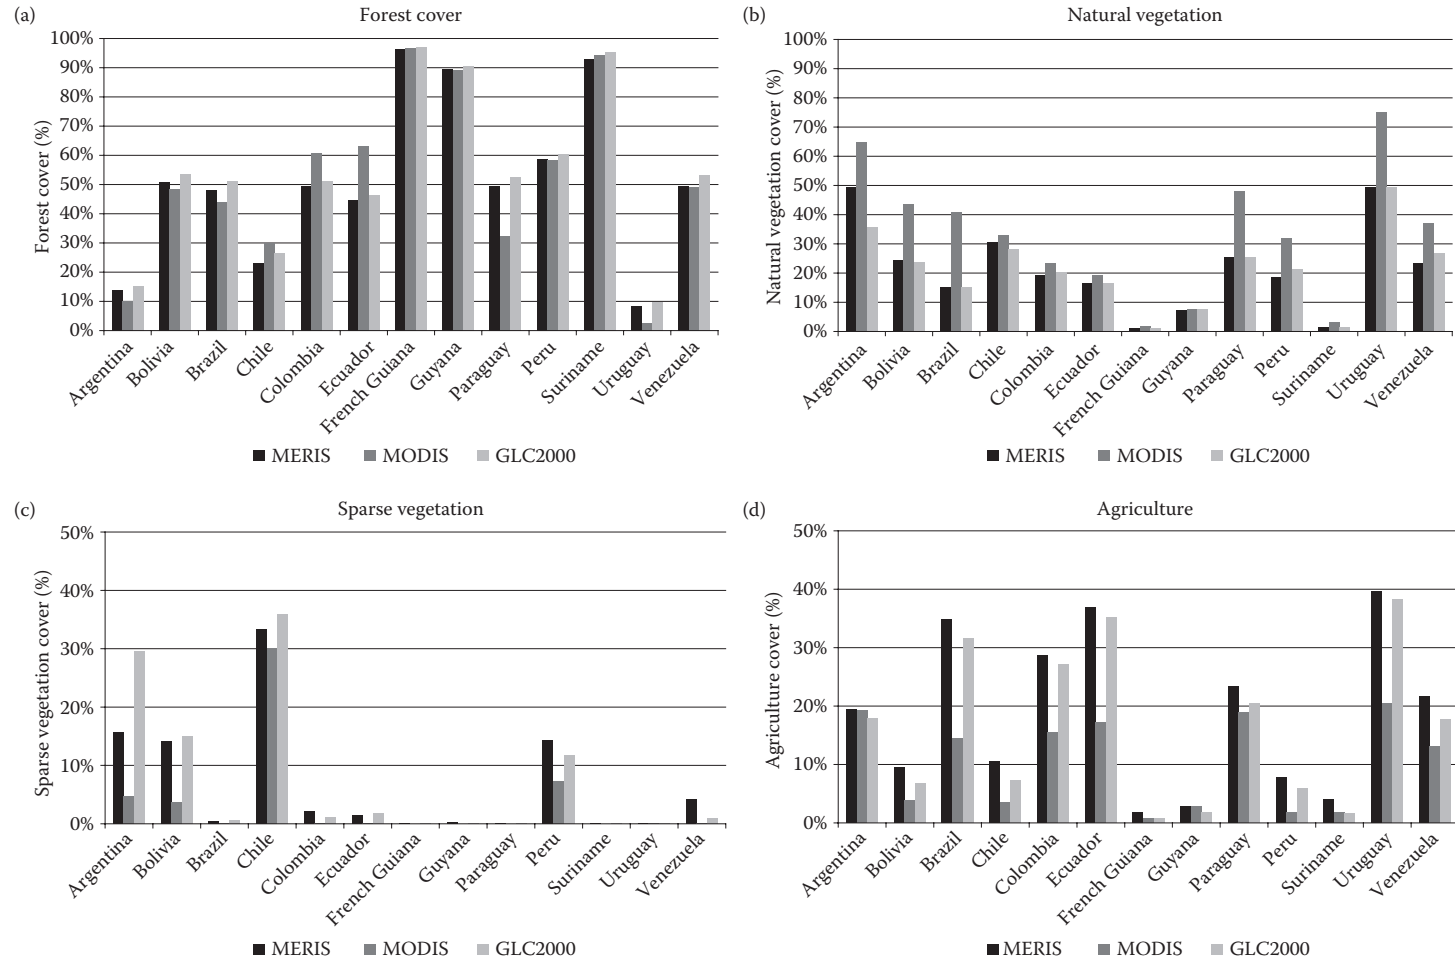 (a)
Forest cover
Forest cover (%)
100%
90%
80%
70%
60%
50%
40%
30%
20%
10%
0%
Argentina
Bolivia
Brazil
Chile
Colombia
Ecuador
French Guiana
Guyana
Paraguay
Peru
Suriname
Uruguay
Venezuela
MERIS MODIS GLC2000
(b)
Natural vegetation
Natural vegetation cover (%)
100%
90%
80%
70%
60%
50%
40%
30%
20%
10%
0%
Argentina
Bolivia
Brazil
Chile
Colombia
Ecuador
French Guiana
Guyana
Paraguay
Peru
Suriname
Uruguay
Venezuela
MERIS MODIS GLC2000
(c)
Sparse vegetation
Sparse vegetation cover (%)
50%
40%
30%
20%
10%
0%
Argentina
Bolivia
Brazil
Chile
Colombia
Ecuador
French Guiana
Guyana
Paraguay
Peru
Suriname
Uruguay
Venezuela
MERIS MODIS GLC2000
(d)
Agriculture
Agriculture cover (%)
50%
40%
30%
20%
10%
0%
Argentina
Bolivia
Brazil
Chile
Colombia
Ecuador
French Guiana
Guyana
Paraguay
Peru
Suriname
Uruguay
Venezuela
MERIS MODIS GLC2000